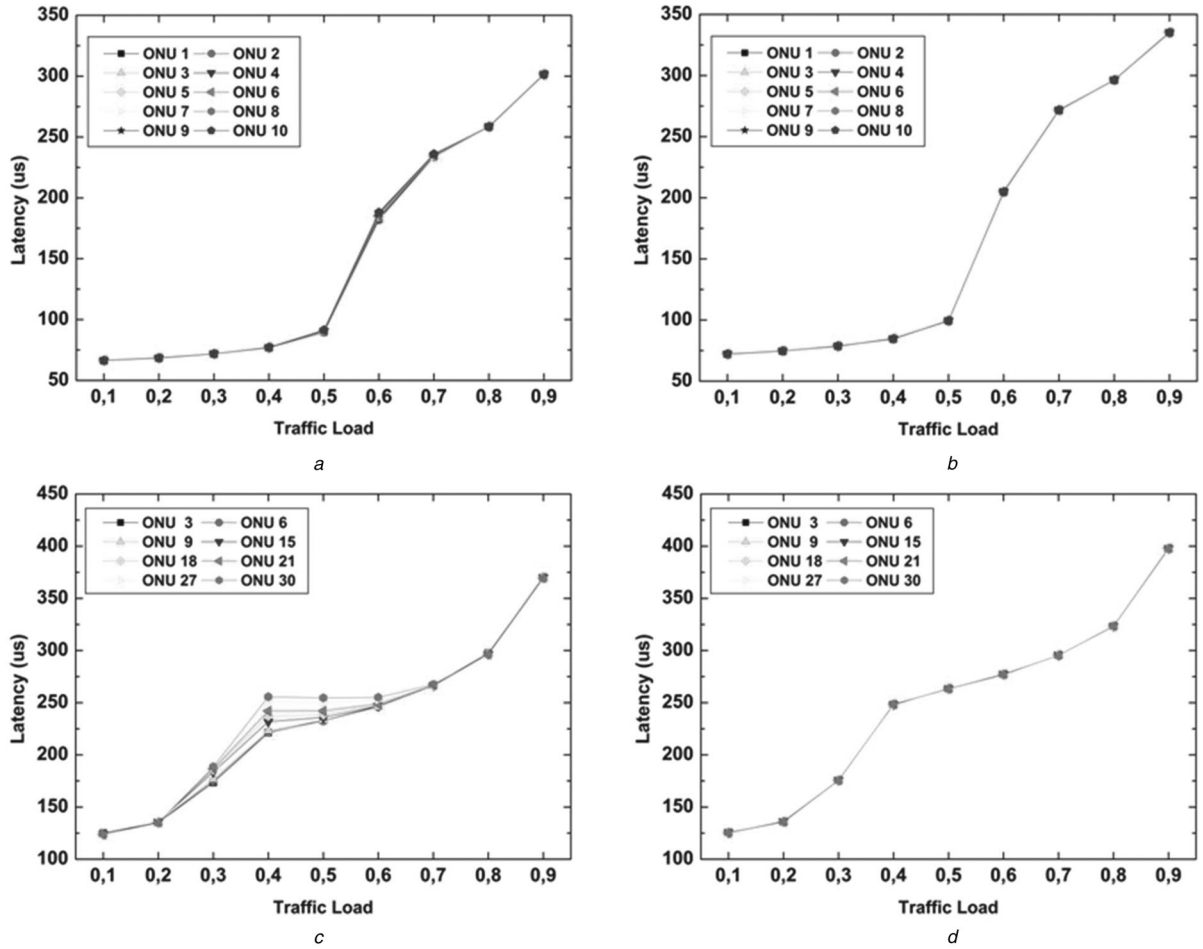 350
300
250
200
150
100
50
Latency (us)
ONU 1 ONU 2
ONU 3 ONU 4
ONU 5 ONU 6
ONU 7 ONU 8
ONU 9 ONU 10
0,1 0,2 0,3 0,4 0,5 0,6 0,7 0,8 0,9
Traffic Load
a
350
300
250
200
150
100
50
Latency (us)
ONU 1 ONU 2
ONU 3 ONU 4
ONU 5 ONU 6
ONU 7 ONU 8
ONU 9 ONU 10
0,1 0,2 0,3 0,4 0,5 0,6 0,7 0,8 0,9
Traffic Load
b
450
400
350
300
250
200
150
100
Latency (us)
ONU 3 ONU 6
ONU 9 ONU 15
ONU 18 ONU 21
ONU 27 ONU 30
0,1 0,2 0,3 0,4 0,5 0,6 0,7 0,8 0,9
Traffic Load
c
450
400
350
300
250
200
150
100
Latency (us)
ONU 3 ONU 6
ONU 9 ONU 15
ONU 18 ONU 21
ONU 27 ONU 30
0,1 0,2 0,3 0,4 0,5 0,6 0,7 0,8 0,9
Traffic Load
d